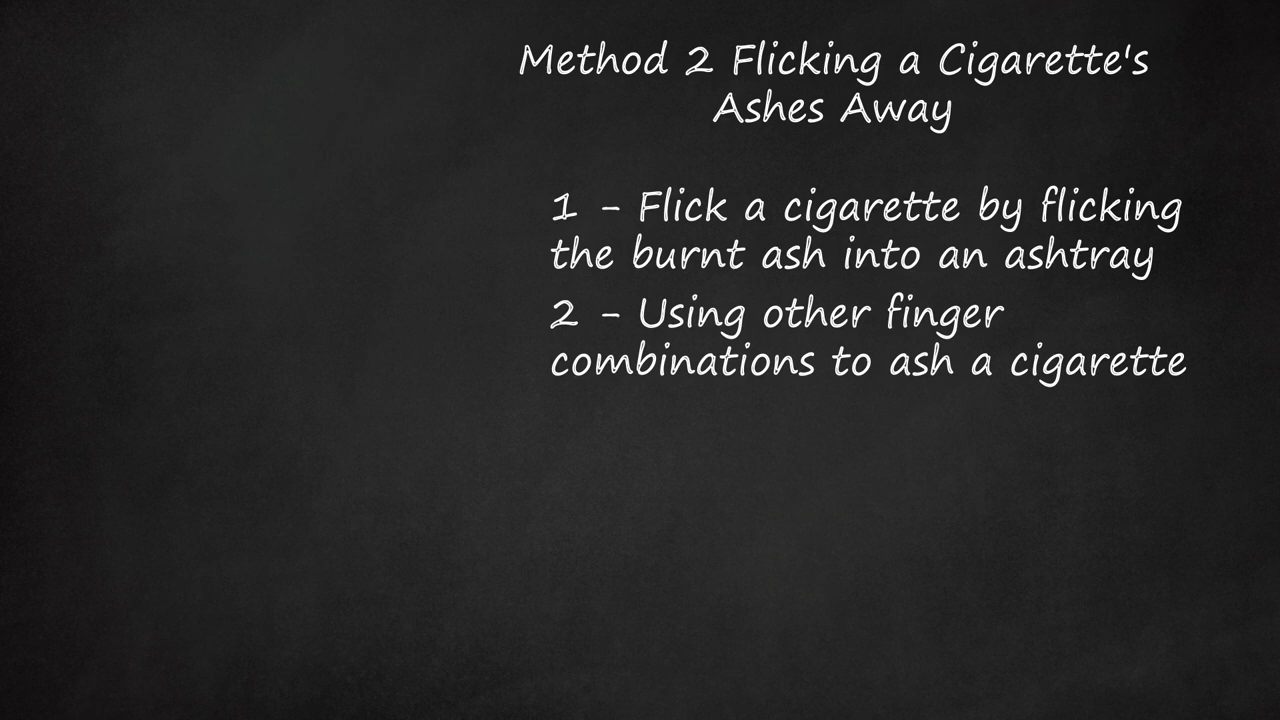 Method 2 Flicking a Cigarette's
Ashes Away
1 - Flick a cigarette by flicking
the burnt ash into an ashtray
2 - Using other finger
combinations to ash a cigarette